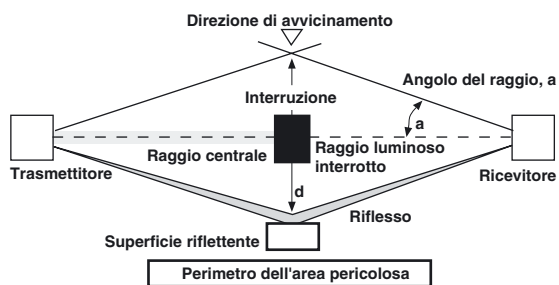 Direzione di avvicinamento
Angolo del raggio, a
Interruzione
a
Raggio centrale
Raggio luminoso
interrotto
Trasmettitore
Ricevitore
d
Riflesso
Superficie riflettente
Perimetro dell'area pericolosa